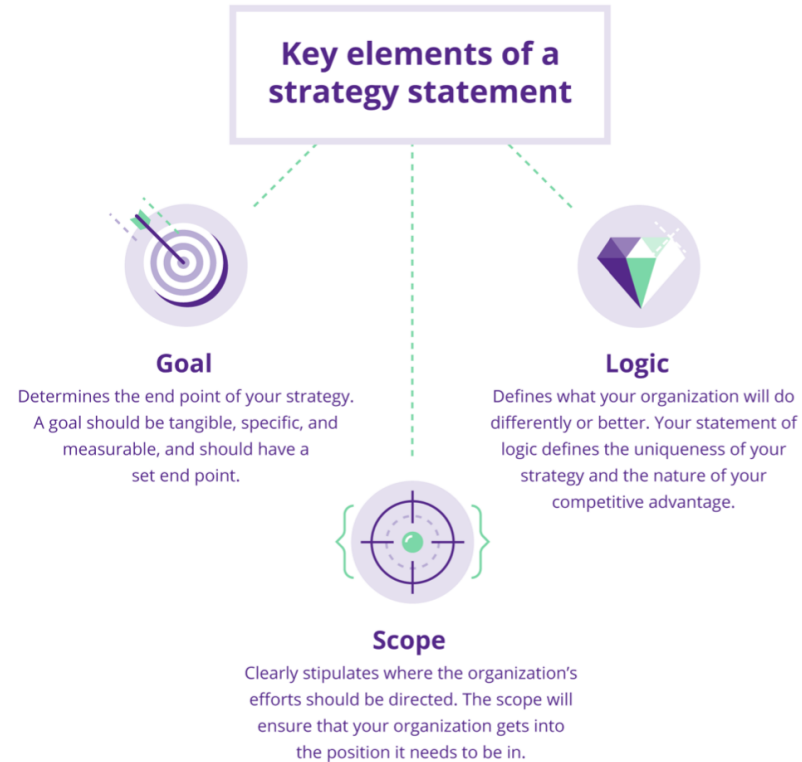 Key elements of a
strategy statement
Goal
Determines the end point of your strategy.
A goal should be tangible, specific, and
measurable, and should have a
set end point.
Logic
Defines what your organization will do
differently or better. Your statement of
logic defines the uniqueness of your
strategy and the nature of your
competitive advantage.
Scope
Clearly stipulates where the organization’s
efforts should be directed. The scope will
ensure that your organization gets into
the position it needs to be in.